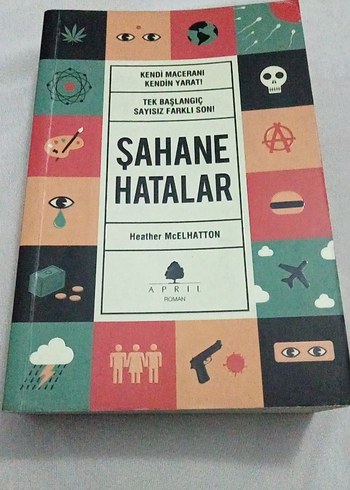 KENDİ MACERANI
KENDİN YARAT!
TEK BAŞLANGIÇ
SAYISIZ FARKLI SON!
ŞAHANE
HATALAR
Heather McELHATTON
APRIL
ROMAN